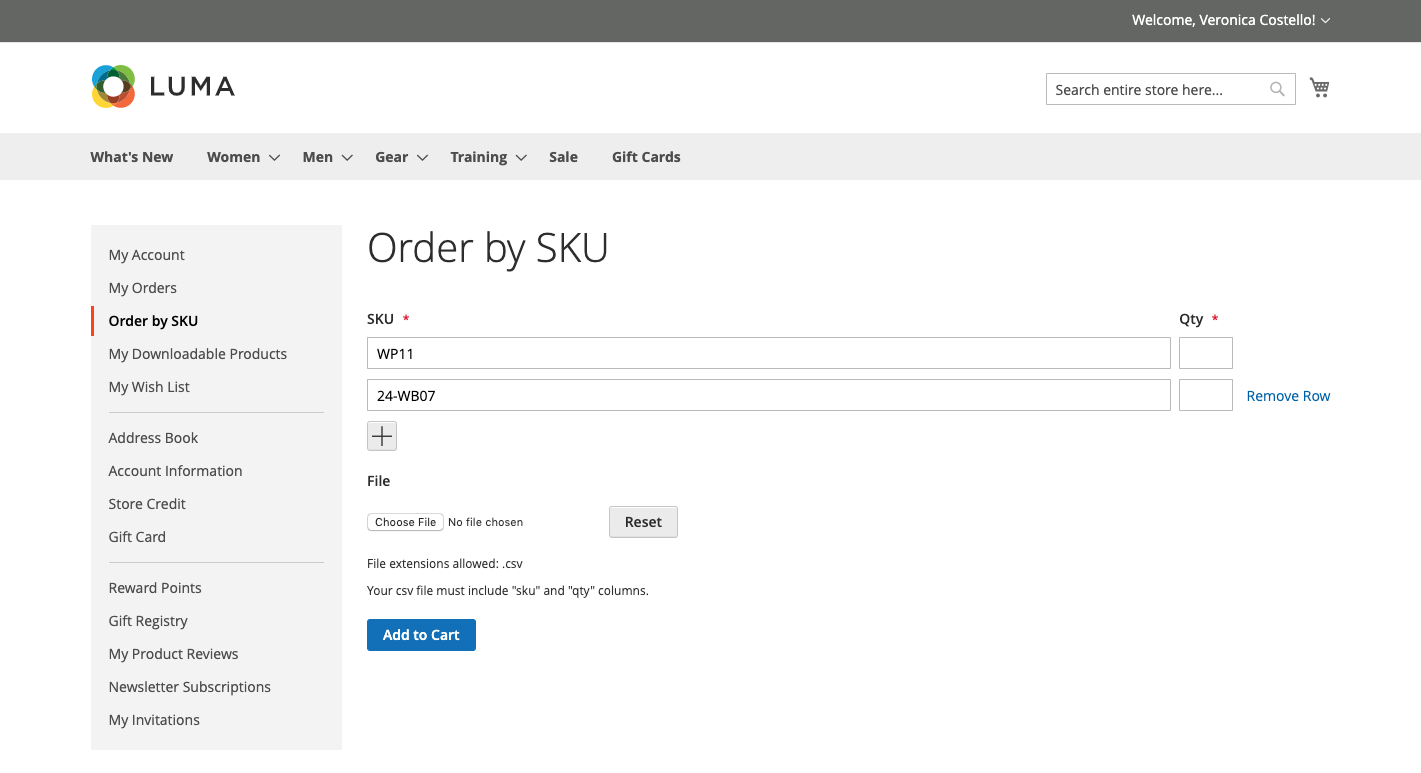 Welcome, Veronica Costello!
LUMA
Search entire store here...
What's New Women Men Gear Training Sale Gift Cards
My Account
My Orders
Order by SKU
My Downloadable Products
My Wish List
Address Book
Account Information
Store Credit
Gift Card
Reward Points
Gift Registry
My Product Reviews
Newsletter Subscriptions
My Invitations
Order by SKU
SKU * Qty *
WP11
24-WB07 Remove Row
File
Choose File No file chosen Reset
File extensions allowed: .csv
Your csv file must include "sku" and "qty" columns.
Add to Cart